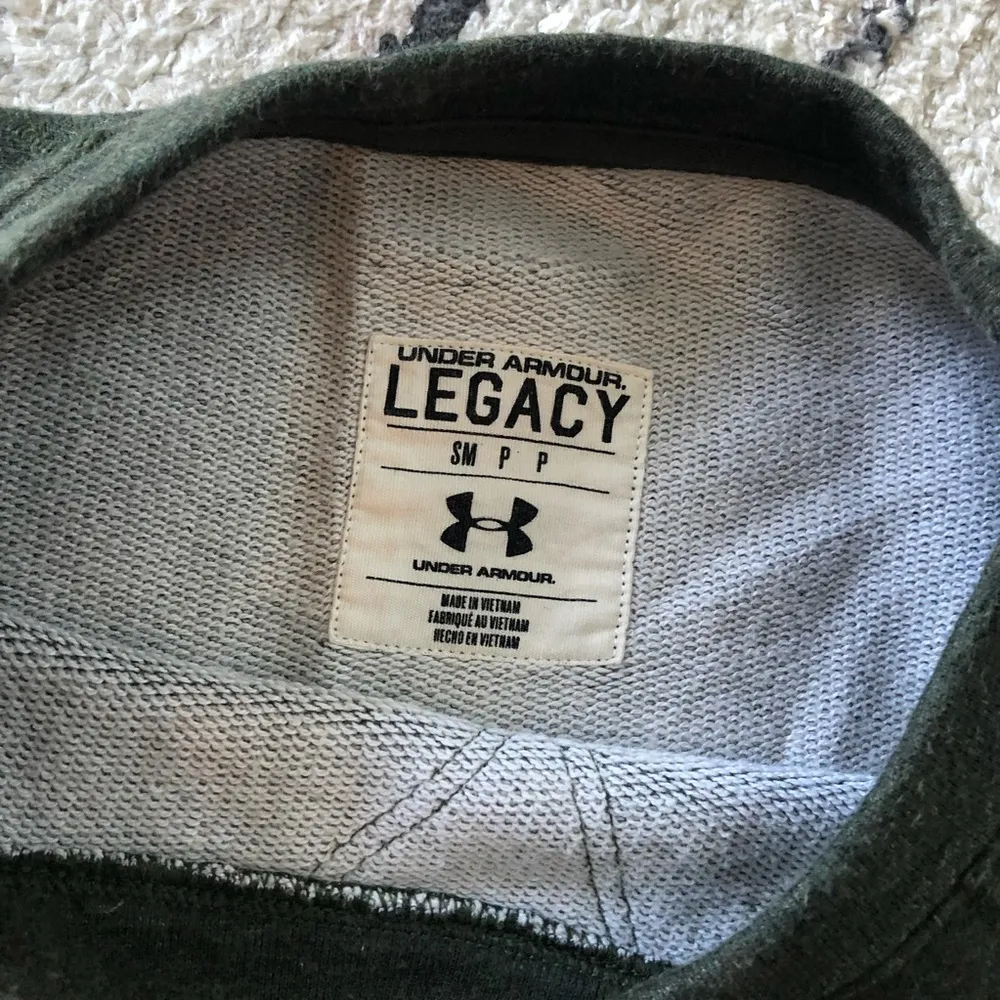 UNDER ARMOUR.
LEGACY
SM P P
UNDER ARMOUR.
MADE IN VIETNAM
FABRIQUÉ AU VIETNAM
HECHO EN VIETNAM